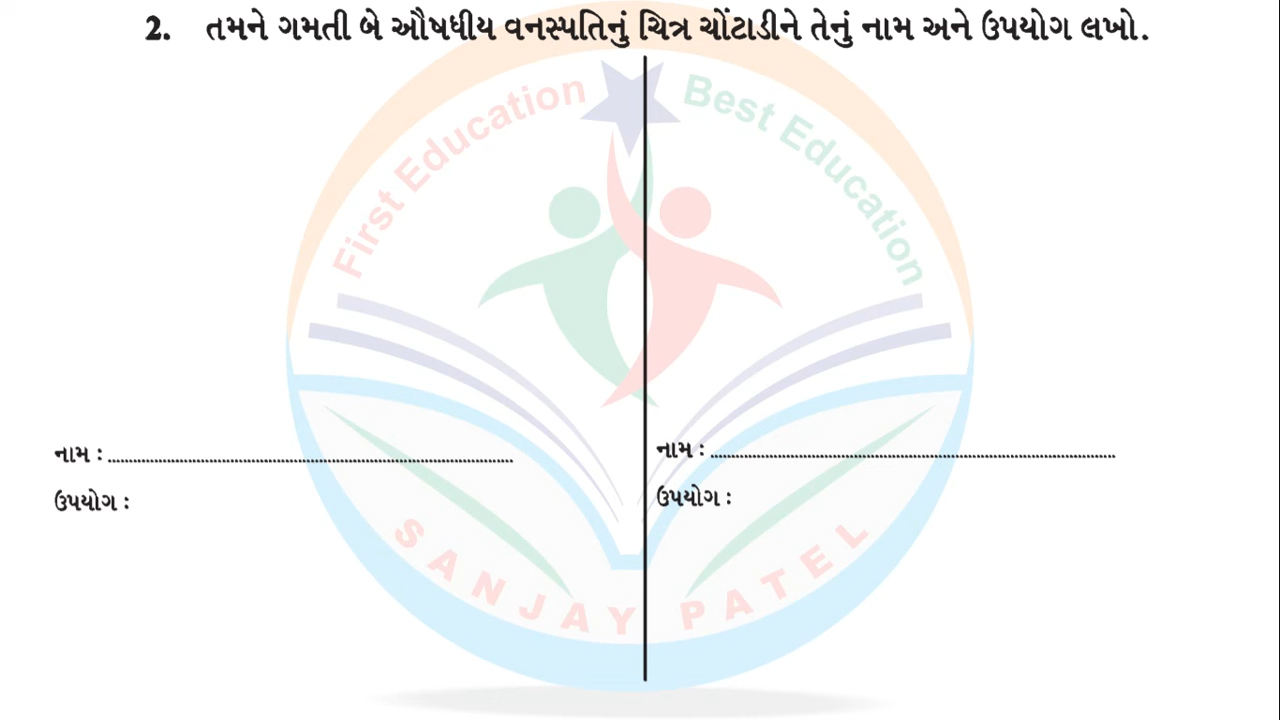 2. તમને ગમતી બે ઔષધીય વનસ્પતિનું ચિત્ર ચોંટાડીને તેનું નામ અને ઉપયોગ લખો.
First Education Best Education
નામ : ........................................
નામ : ........................................
ઉપયોગ :
ઉપયોગ :
SANJAY PATEL